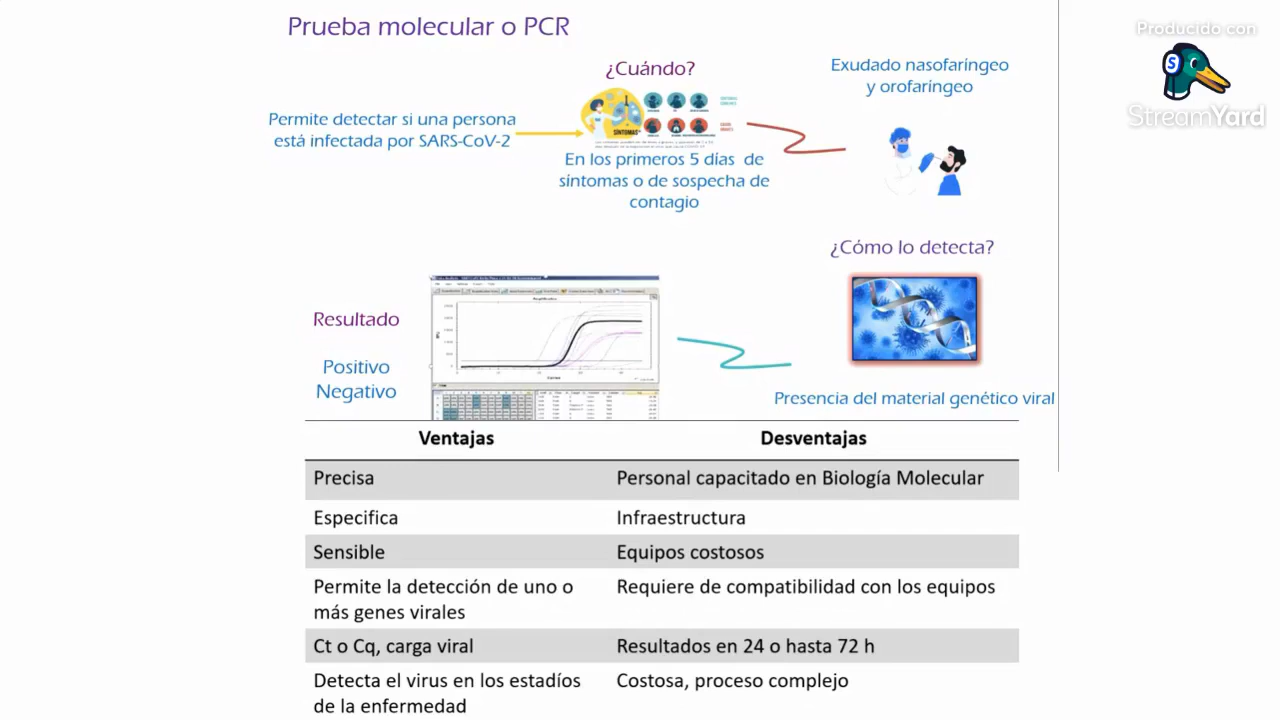 Prueba molecular o PCR
Producido con
StreamYard
¿Cuándo?
Permite detectar si una persona
está infectada por SARS-CoV-2
SÍNTOMAS
En los primeros 5 días de
síntomas o de sospecha de
contagio
Exudado nasofaríngeo
y orofaríngeo
¿Cómo lo detecta?
Resultado
Positivo
Negativo
Presencia del material genético viral
Ventajas Desventajas
Precisa Personal capacitado en Biología Molecular
Especifica Infraestructura
Sensible Equipos costosos
Permite la detección de uno o Requiere de compatibilidad con los equipos
más genes virales
Ct o Cq, carga viral Resultados en 24 o hasta 72 h
Detecta el virus en los estadíos Costosa, proceso complejo
de la enfermedad